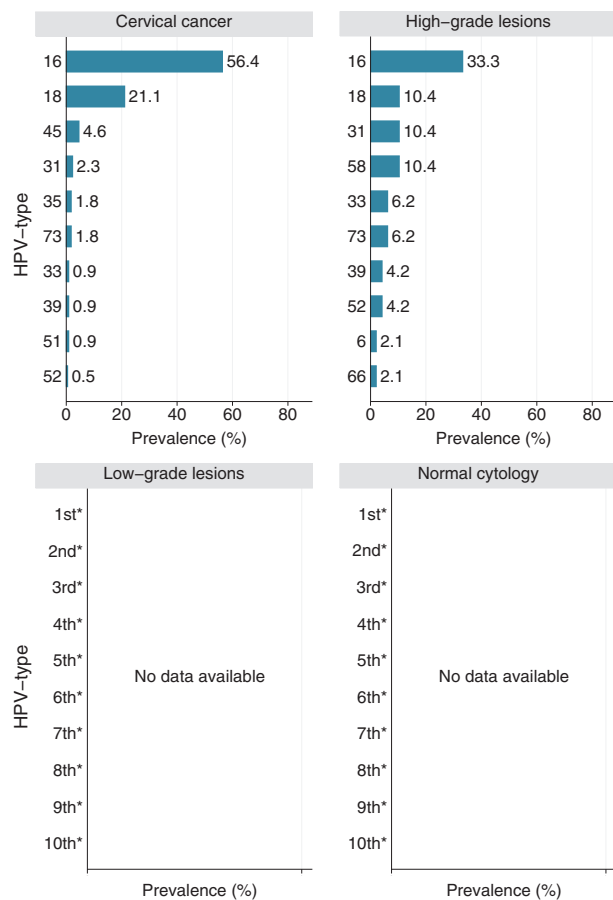 Cervical cancer
HPV−type
16 56.4
18 21.1
45 4.6
31 2.3
35 1.8
73 1.8
33 0.9
39 0.9
51 0.9
52 0.5
0 20 40 60 80
Prevalence (%)
High−grade lesions
16 33.3
18 10.4
31 10.4
58 10.4
33 6.2
73 6.2
39 4.2
52 4.2
6 2.1
66 2.1
0 20 40 60 80
Prevalence (%)
Low−grade lesions
HPV−type
1st*
2nd*
3rd*
4th*
5th*
6th*
7th*
8th*
9th*
10th*
No data available
Prevalence (%)
Normal cytology
1st*
2nd*
3rd*
4th*
5th*
6th*
7th*
8th*
9th*
10th*
No data available
Prevalence (%)